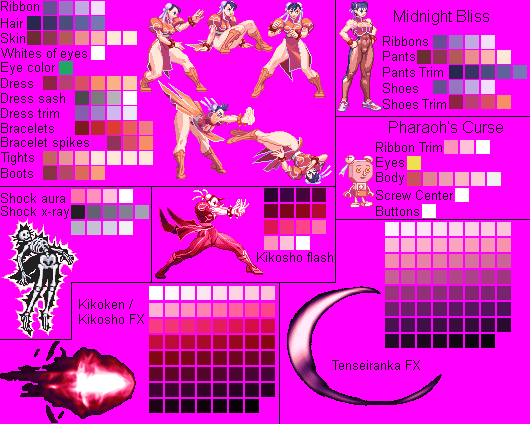 Ribbon
Hair
Skin
Whites of eyes
Eye color
Dress
Dress sash
Dress trim
Bracelets
Bracelet spikes
Tights
Boots
Midnight Bliss
Ribbons
Pants
Pants Trim
Shoes
Shoes Trim
Pharaoh's Curse
Ribbon Trim
Eyes
Body
Screw Center
Buttons
Shock aura
Shock x-ray
Kikosho flash
Kikoken /
Kikosho FX
Tenseiranka FX